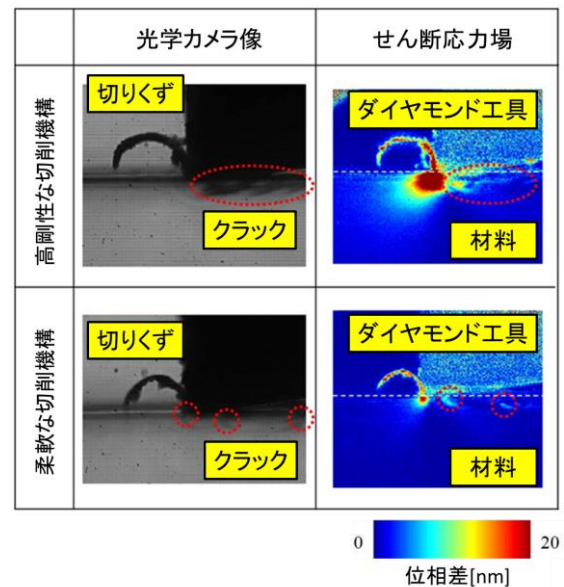 光学カメラ像
せん断応力場
高剛性な切削機構
切りくず
クラック
ダイヤモンド工具
材料
柔軟な切削機構
切りくず
クラック
ダイヤモンド工具
材料
0
20
位相差[nm]